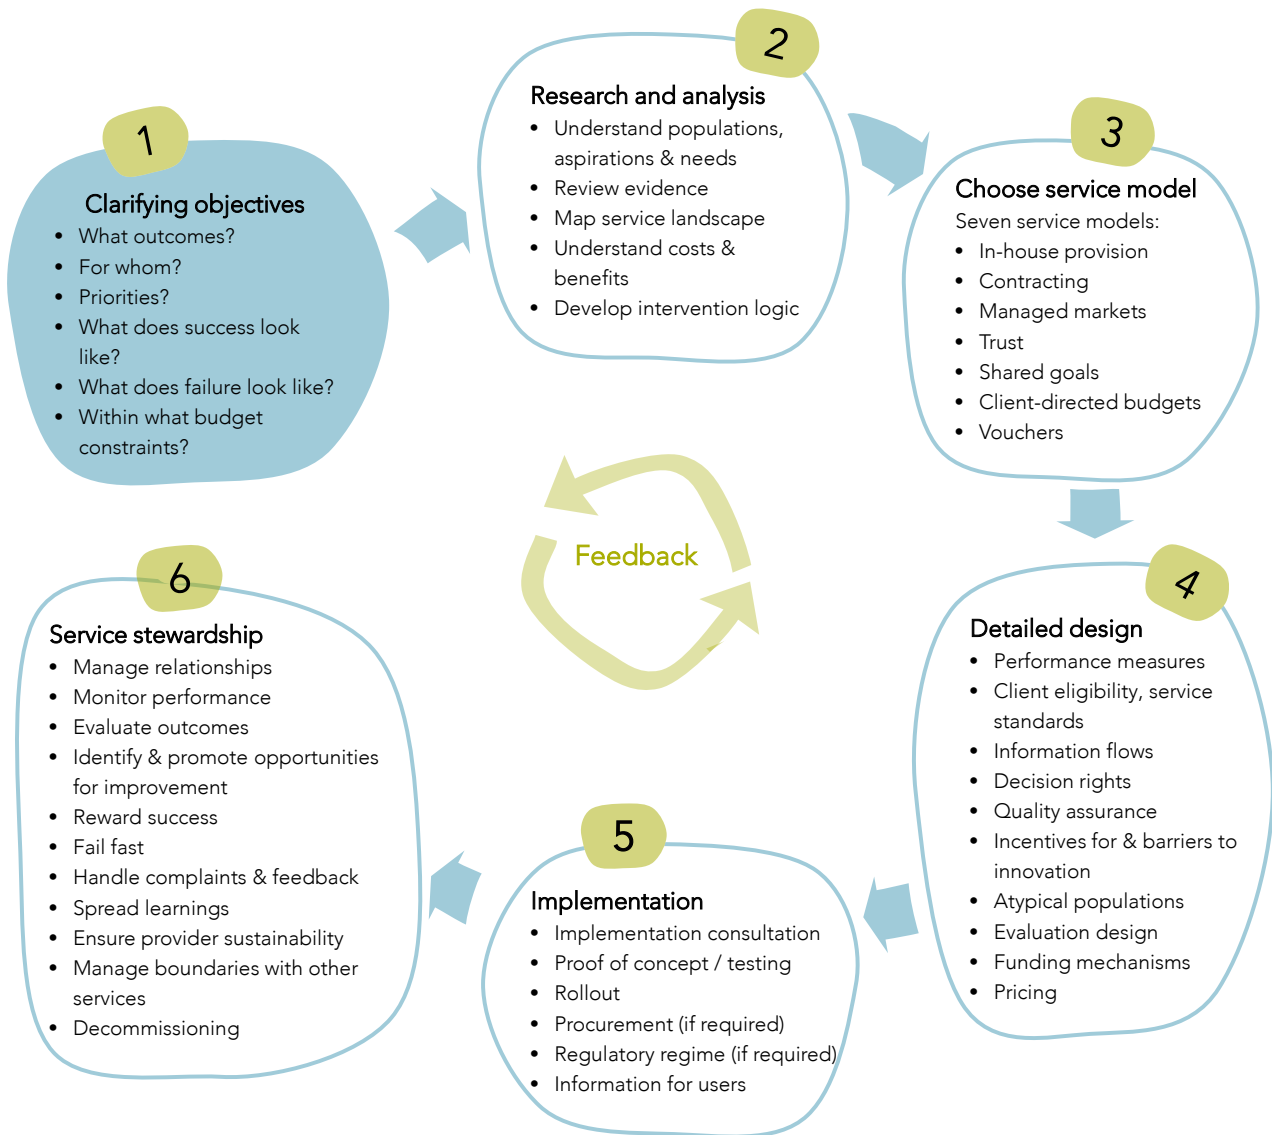 1
Clarifying objectives
• What outcomes?
• For whom?
• Priorities?
• What does success look
like?
• What does failure look like?
• Within what budget
constraints?
2
Research and analysis
• Understand populations,
aspirations & needs
• Review evidence
• Map service landscape
• Understand costs &
benefits
• Develop intervention logic
3
Choose service model
Seven service models:
• In-house provision
• Contracting
• Managed markets
• Trust
• Shared goals
• Client-directed budgets
• Vouchers
4
Detailed design
• Performance measures
• Client eligibility, service
standards
• Information flows
• Decision rights
• Quality assurance
• Incentives for & barriers to
innovation
• Atypical populations
• Evaluation design
• Funding mechanisms
• Pricing
5
Implementation
• Implementation consultation
• Proof of concept / testing
• Rollout
• Procurement (if required)
• Regulatory regime (if required)
• Information for users
6
Service stewardship
• Manage relationships
• Monitor performance
• Evaluate outcomes
• Identify & promote opportunities
for improvement
• Reward success
• Fail fast
• Handle complaints & feedback
• Spread learnings
• Ensure provider sustainability
• Manage boundaries with other
services
• Decommissioning
Feedback